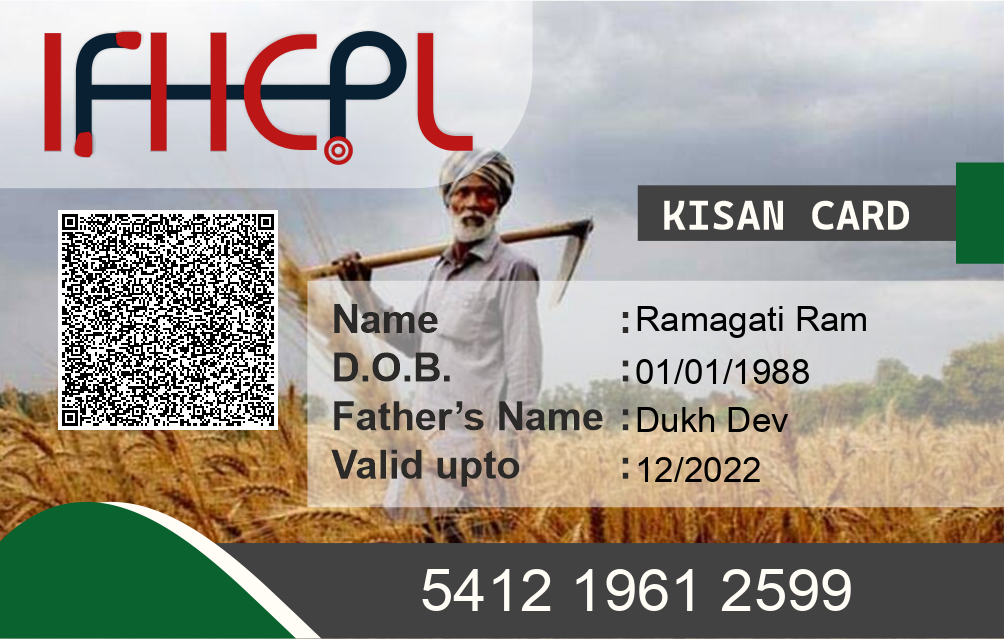 IFHEPL
KISAN CARD
Name : Ramagati Ram
D.O.B. : 01/01/1988
Father’s Name : Dukh Dev
Valid upto : 12/2022
5412 1961 2599